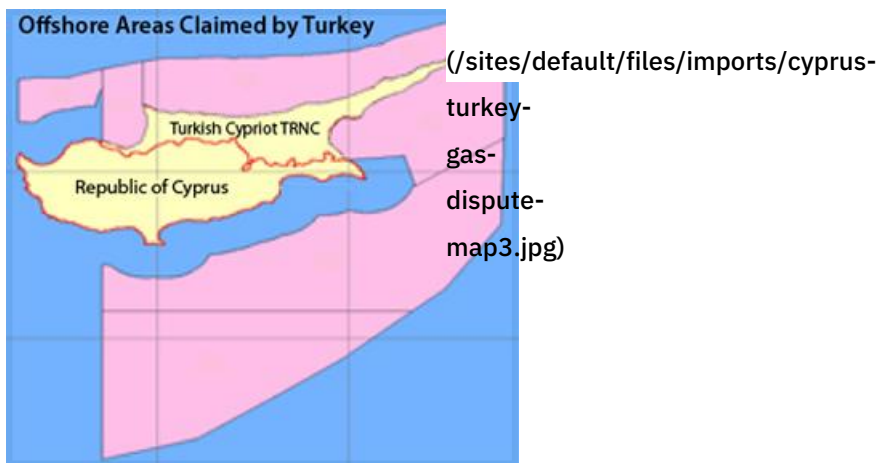 Offshore Areas Claimed by Turkey
(/sites/default/files/imports/cyprus-
turkey-
gas-
dispute-
map3.jpg)
Turkish Cypriot TRNC
Republic of Cyprus